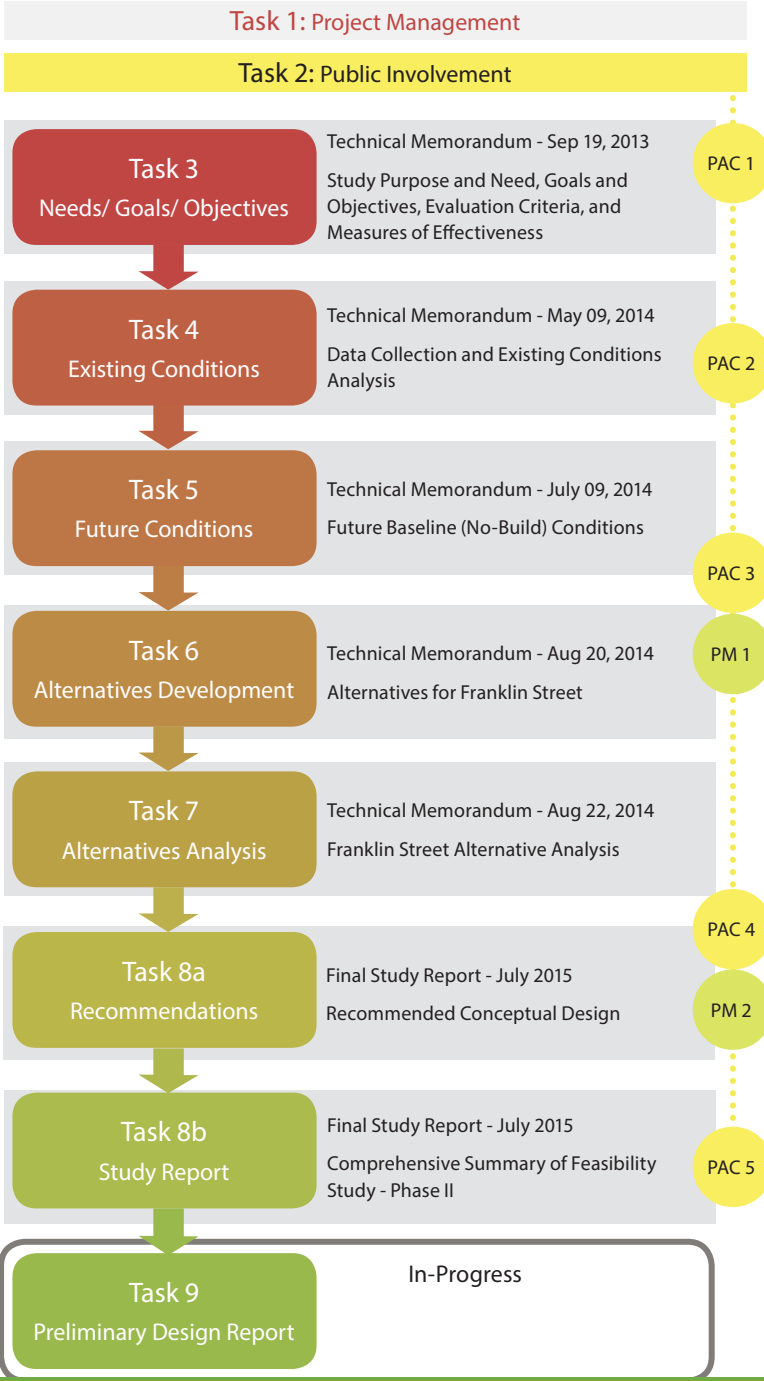 Task 1: Project Management
Task 2: Public Involvement
Task 3
Needs/ Goals/ Objectives
Technical Memorandum - Sep 19, 2013
Study Purpose and Need, Goals and
Objectives, Evaluation Criteria, and
Measures of Effectiveness
PAC 1
Task 4
Existing Conditions
Technical Memorandum - May 09, 2014
Data Collection and Existing Conditions
Analysis
PAC 2
Task 5
Future Conditions
Technical Memorandum - July 09, 2014
Future Baseline (No-Build) Conditions
PAC 3
Task 6
Alternatives Development
Technical Memorandum - Aug 20, 2014
Alternatives for Franklin Street
PM 1
Task 7
Alternatives Analysis
Technical Memorandum - Aug 22, 2014
Franklin Street Alternative Analysis
PAC 4
Task 8a
Recommendations
Final Study Report - July 2015
Recommended Conceptual Design
PM 2
Task 8b
Study Report
Final Study Report - July 2015
Comprehensive Summary of Feasibility
Study - Phase II
PAC 5
Task 9
Preliminary Design Report
In-Progress